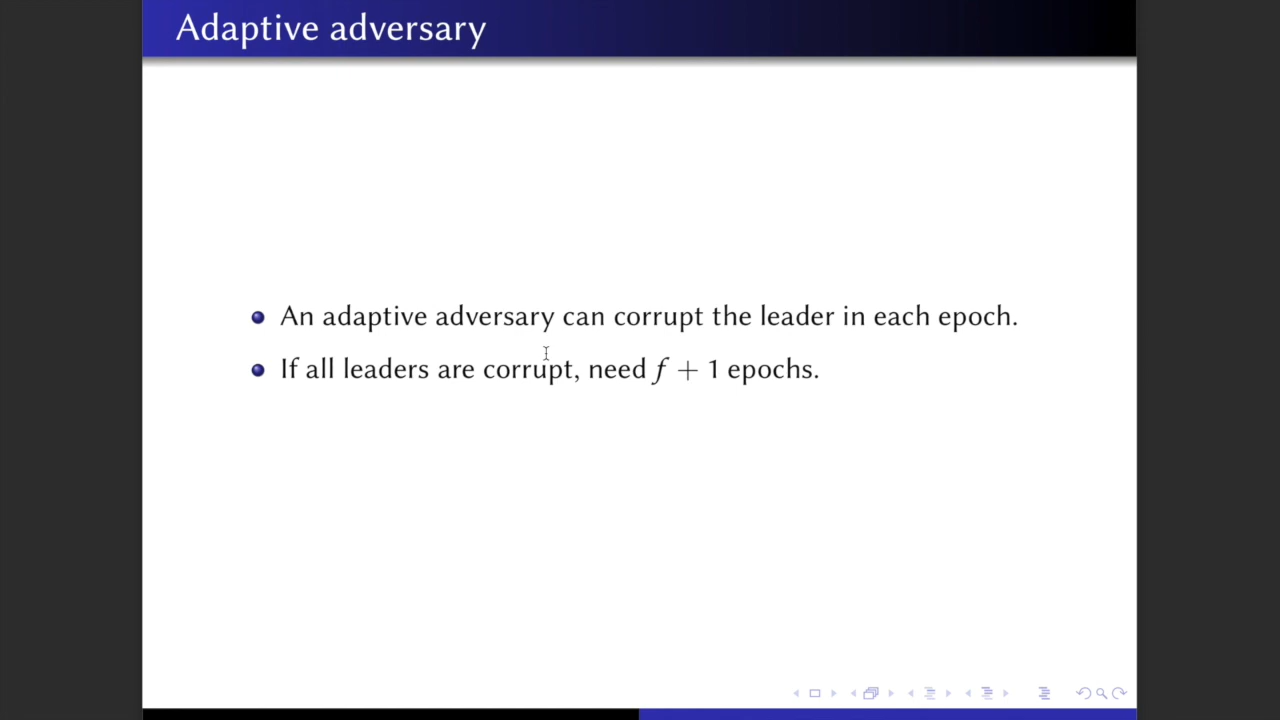 Adaptive adversary
An adaptive adversary can corrupt the leader in each epoch.
If all leaders are corrupt, need f + 1 epochs.